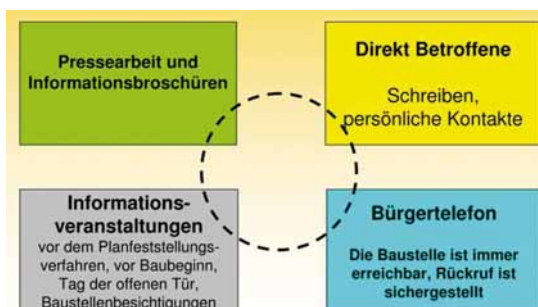 Pressearbeit und
Informationsbroschüren
Direkt Betroffene
Schreiben,
persönliche Kontakte
Informations-
veranstaltungen
vor dem Planfeststellungs-
verfahren, vor Baubeginn,
Tag der offenen Tür,
Baustellenbesichtigungen
Bürgertelefon
Die Baustelle ist immer
erreichbar, Rückruf ist
sichergestellt